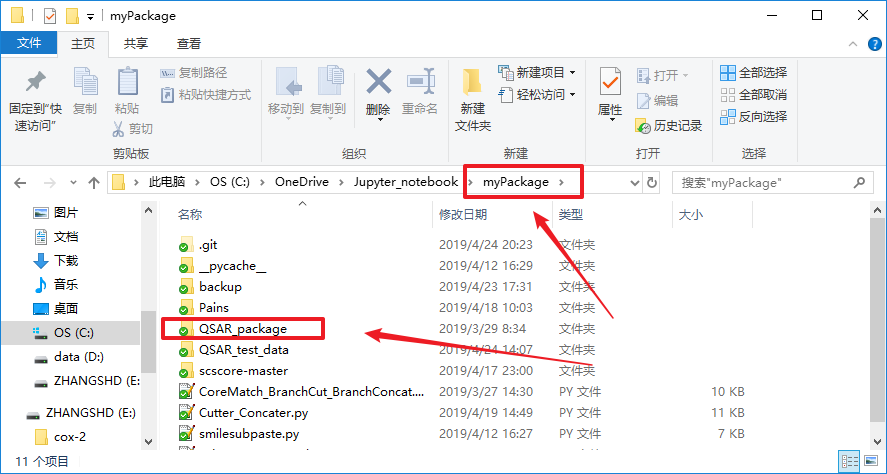 myPackage
文件 主页 共享 查看
固定到“快速访问”
复制
粘贴
复制路径
粘贴快捷方式
剪切
剪贴板
移动到
复制到
删除
重命名
组织
新建文件夹
新建项目
轻松访问
新建
属性
打开
编辑
历史记录
打开
全部选择
全部取消
反向选择
选择
此电脑 OS (C:) OneDrive Jupyter_notebook myPackage
搜索"myPackage"
图片
文档
下载
音乐
桌面
OS (C:)
data (D:)
ZHANGSHD (E:)
ZHANGSHD (E:)
cox-2
名称 修改日期 类型 大小
.git 2019/4/24 20:23 文件夹
__pycache__ 2019/4/12 16:29 文件夹
backup 2019/4/23 17:31 文件夹
Pains 2019/4/18 10:03 文件夹
QSAR_package 2019/3/29 8:34 文件夹
QSAR_test_data 2019/4/24 14:07 文件夹
scscore-master 2019/4/17 23:00 文件夹
CoreMatch_BranchCut_BranchConcat.... 2019/3/27 14:30 PY 文件 10 KB
Cutter_Concater.py 2019/4/19 14:49 PY 文件 11 KB
smilesubpaste.py 2019/4/12 16:27 PY 文件 7 KB
11 个项目